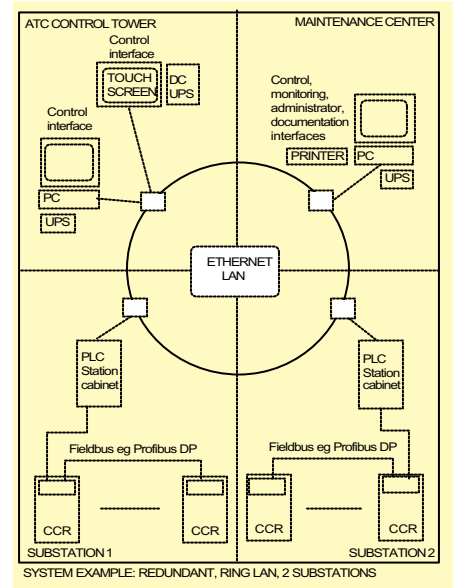 ATC CONTROL TOWER
Control
interface
TOUCH
SCREEN
DC
UPS
Control
interface
PC
UPS
MAINTENANCE CENTER
Control,
monitoring,
administrator,
documentation
interfaces
PRINTER
PC
UPS
ETHERNET
LAN
PLC
Station
cabinet
Fieldbus eg Profibus DP
CCR
CCR
SUBSTATION 1
PLC
Station
cabinet
Fieldbus eg Profibus DP
CCR
CCR
SUBSTATION 2
SYSTEM EXAMPLE: REDUNDANT, RING LAN, 2 SUBSTATIONS